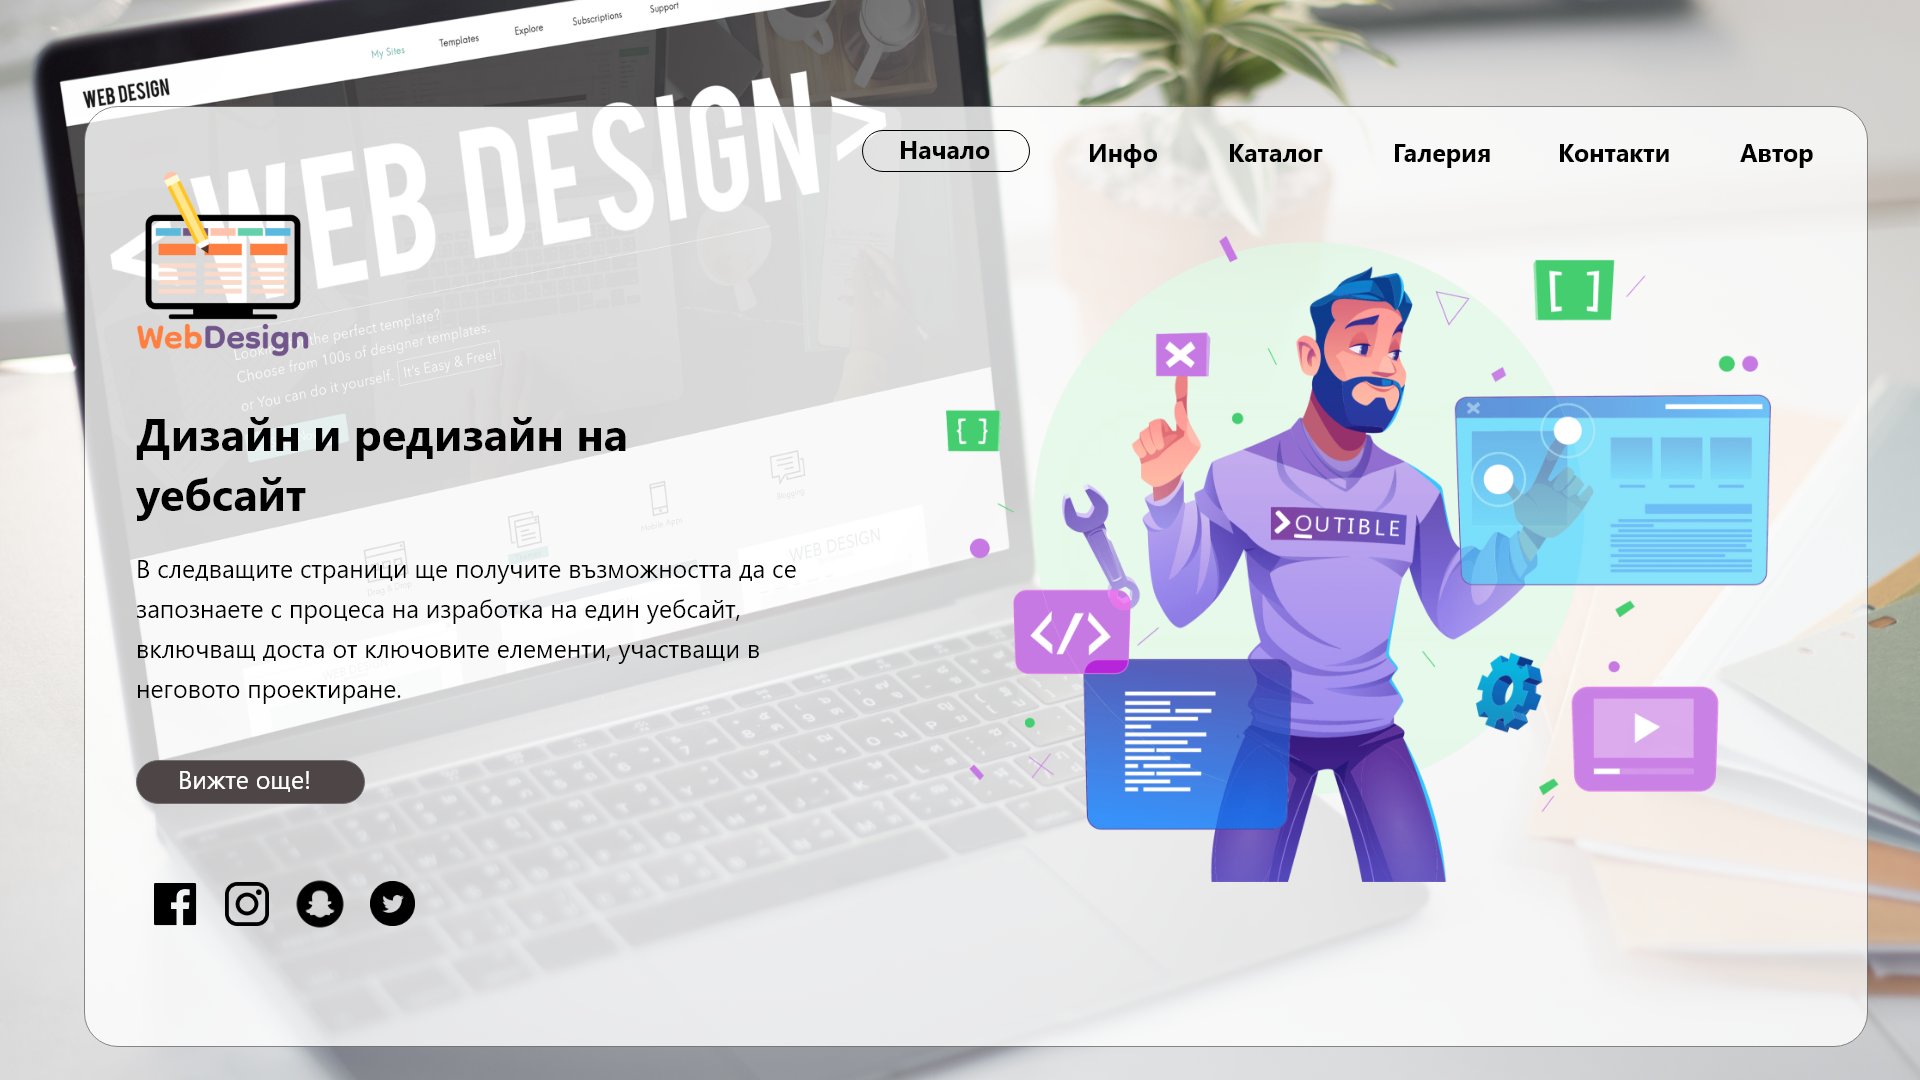 My Sites Templates Explore Subscriptions Support
WEB DESIGN
<WEB DESIGN>
Начало Инфо Каталог Галерия Контакти Автор
WebDesign
the perfect template?
Choose from 100s of designer templates.
or You can do it yourself. It's Easy & Free!
Дизайн и редизайн на
уебсайт
[ ]
{ }
OUTIBLE
</>
Mobile Apps
Blogging
WEB DESIGN
В следващите страници ще получите възможността да се
запознаете с процеса на изработка на един уебсайт,
включващ доста от ключовите елементи, участващи в
неговото проектиране.
Вижте още!